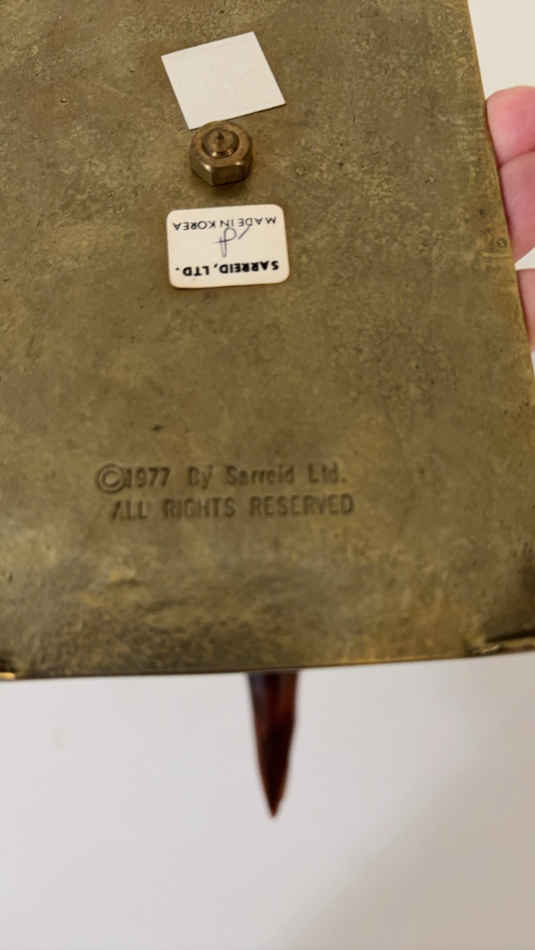 SARREID, LTD.
MADE IN KOREA
©1977 By Sarreid Ltd.
ALL RIGHTS RESERVED